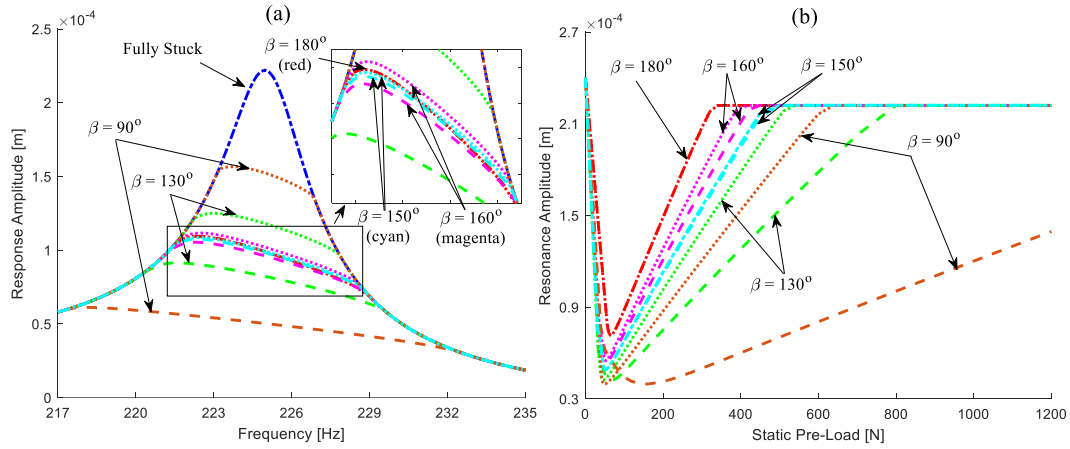 (a)
×10⁻⁴
2.5
2
1.5
1
0.5
0
217
220
223
226
229
232
235
Frequency [Hz]
Response Amplitude [m]
Fully Stuck
β = 180°
(red)
β = 90°
β = 130°
β = 150°
(cyan)
β = 160°
(magenta)
(b)
×10⁻⁴
2.7
2.1
1.5
0.9
0.3
0
200
400
600
800
1000
1200
Static Pre-Load [N]
Resonance Amplitude [m]
β = 180°
β = 160°
β = 150°
β = 90°
β = 130°